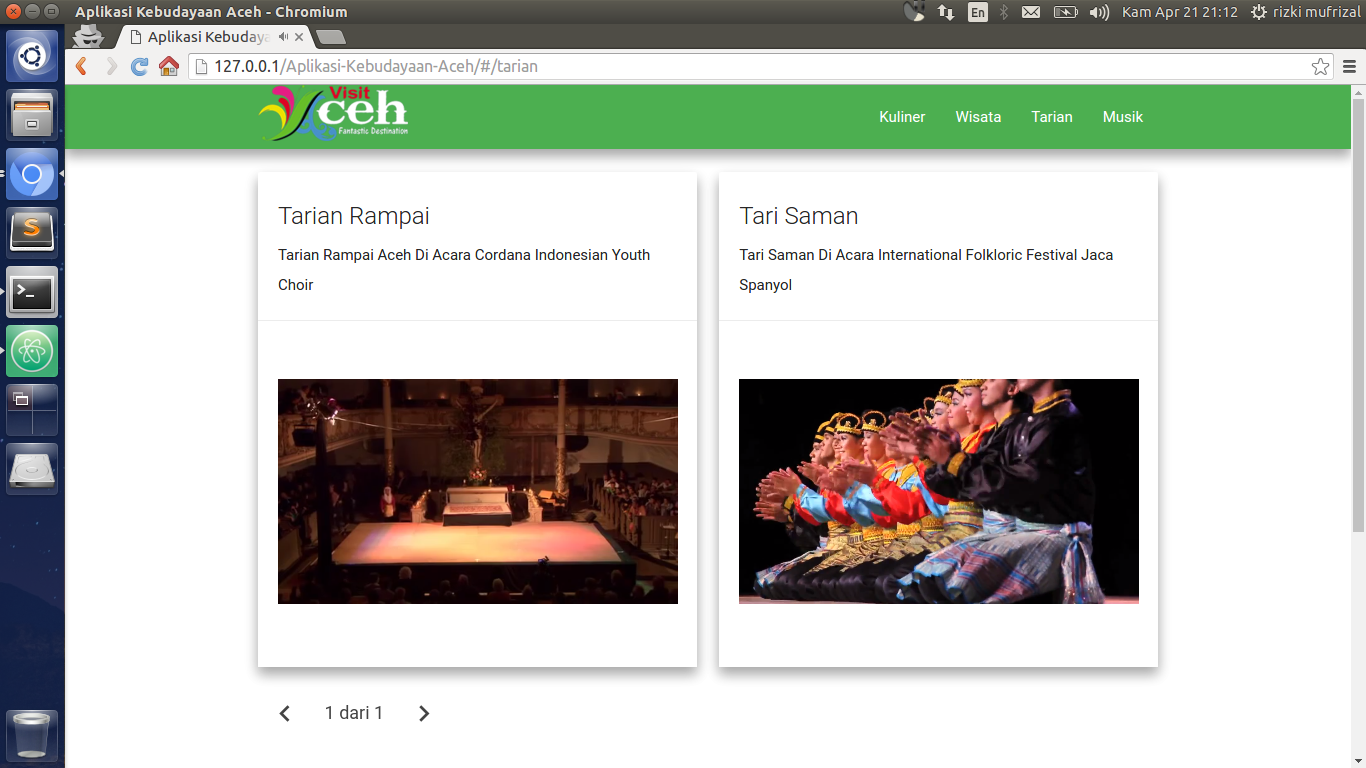 Aplikasi Kebudayaan Aceh - Chromium
En
Kam Apr 21 21:12
rizki mufrizal
Aplikasi Kebudaya
127.0.0.1/Aplikasi-Kebudayaan-Aceh/#/tarian
Visit
Aceh
Fantastic Destination
Kuliner Wisata Tarian Musik
Tarian Rampai
Tarian Rampai Aceh Di Acara Cordana Indonesian Youth
Choir
Tari Saman
Tari Saman Di Acara International Folkloric Festival Jaca
Spanyol
1 dari 1